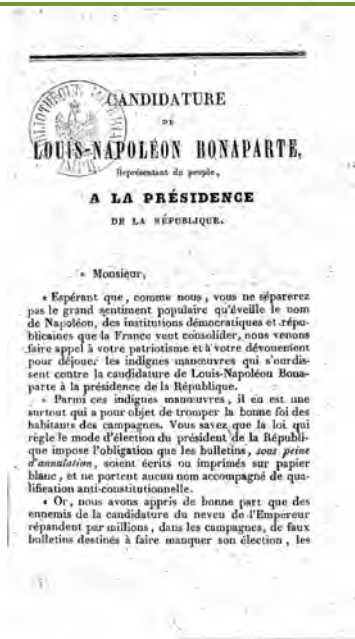 CANDIDATURE
DE
LOUIS-NAPOLÉON BONAPARTE,
Représentant du peuple,
A LA PRÉSIDENCE
DE LA RÉPUBLIQUE.
« Monsieur,
« Espérant que, comme nous, vous ne séparerez
pas le grand sentiment populaire qu'éveille le nom
de Napoléon, des institutions démocratiques et répu-
blicaines que la France veut consolider, nous venons
faire appel à votre patriotisme et à votre dévouement
pour déjouer les indignes manœuvres qui s'ourdis-
sent contre la candidature de Louis-Napoléon Bona-
parte à la présidence de la République.
« Parmi ces indignes manœuvres, il en est une
surtout qui a pour objet de tromper la bonne foi des
habitants des campagnes. Vous savez que la loi qui
règle le mode d'élection du président de la Républi-
que impose l'obligation que les bulletins, sous peine
d'annulation, soient écrits ou imprimés sur papier
blanc, et ne portent aucun nom accompagné de qua-
lification anti-constitutionnelle.
« Or, nous avons appris de bonne part que des
ennemis de la candidature du neveu de l'Empereur
répandent par millions, dans les campagnes, de faux
bulletins destinés à faire manquer son élection, les